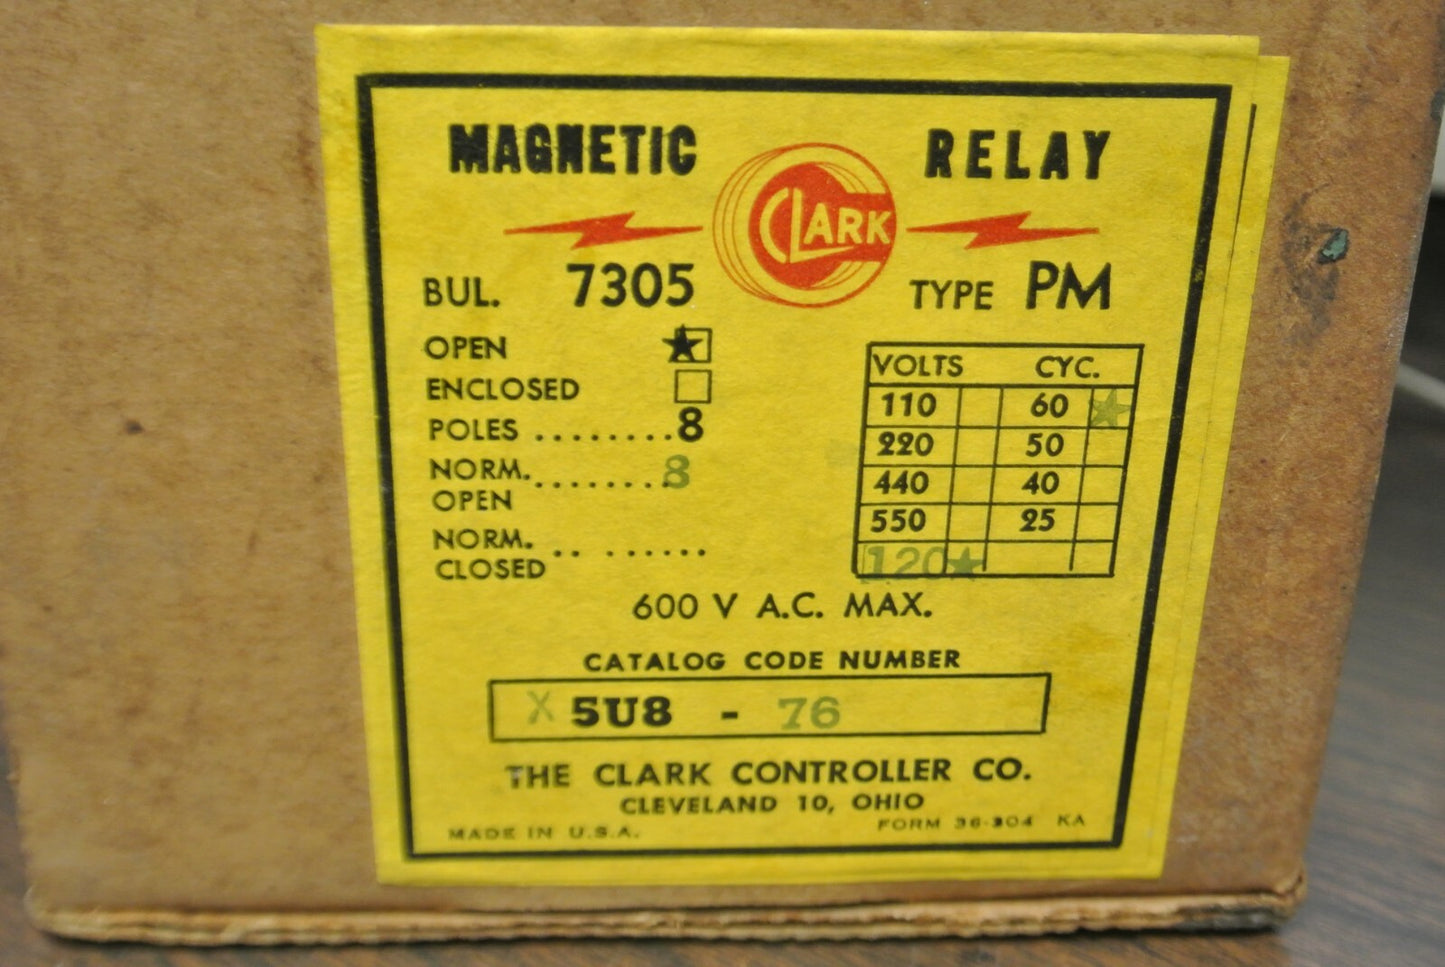 MAGNETIC RELAY
CLARK
BUL. 7305 TYPE PM
OPEN ★
ENCLOSED
POLES ........8
NORM. OPEN ........8
NORM. CLOSED .. ......
VOLTS CYC.
110 60 ★
220 50
440 40
550 25
120 ★
600 V A.C. MAX.
CATALOG CODE NUMBER
X 5U8 - 76
THE CLARK CONTROLLER CO.
CLEVELAND 10, OHIO
MADE IN U.S.A. FORM 36-304 KA